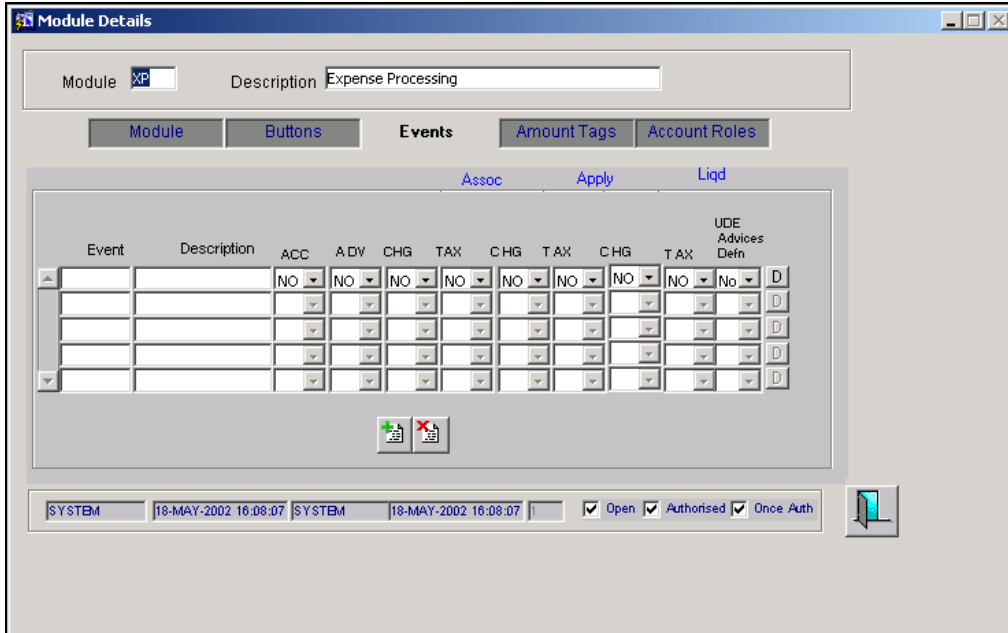 Module Details
Module XP Description Expense Processing
Module Buttons Events Amount Tags Account Roles
Assoc Apply Liqd
UDE
Advices
Event Description ACC ADV CHG TAX CHG TAX CHG TAX Defn
NO NO NO NO NO NO NO NO No D
D
D
D
D
SYSTEM 18-MAY-2002 16:08:07 SYSTEM 18-MAY-2002 16:08:07 1 Open Authorised Once Auth